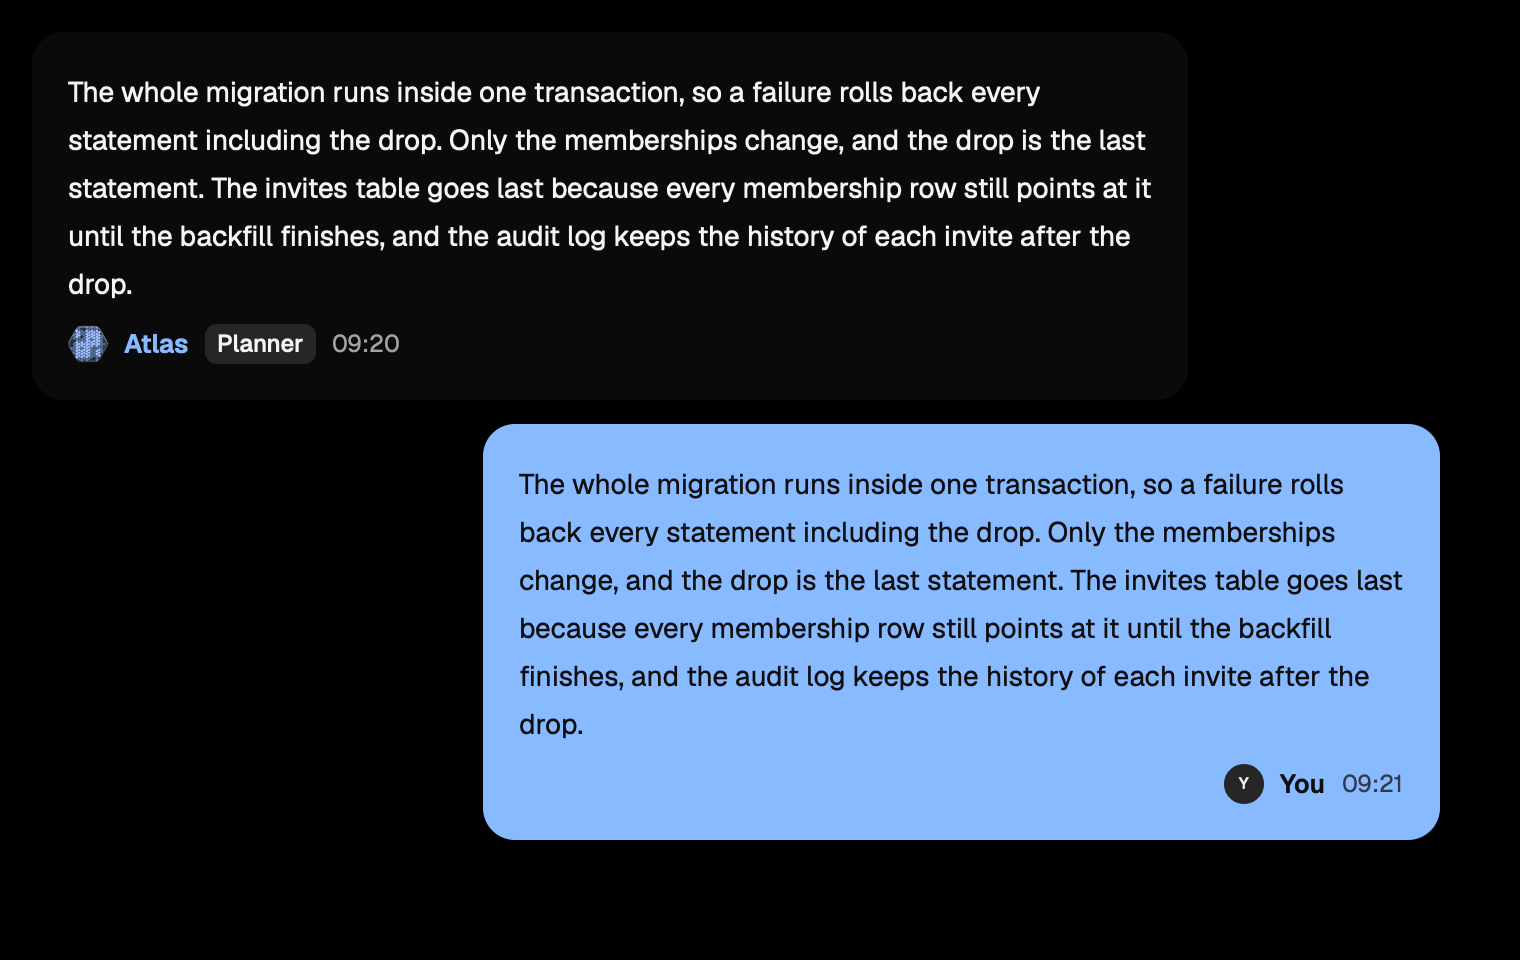 The whole migration runs inside one transaction, so a failure rolls back every
statement including the drop. Only the memberships change, and the drop is the last
statement. The invites table goes last because every membership row still points at it
until the backfill finishes, and the audit log keeps the history of each invite after the
drop.
Atlas Planner 09:20
The whole migration runs inside one transaction, so a failure rolls
back every statement including the drop. Only the memberships
change, and the drop is the last statement. The invites table goes last
because every membership row still points at it until the backfill
finishes, and the audit log keeps the history of each invite after the
drop.
Y You 09:21